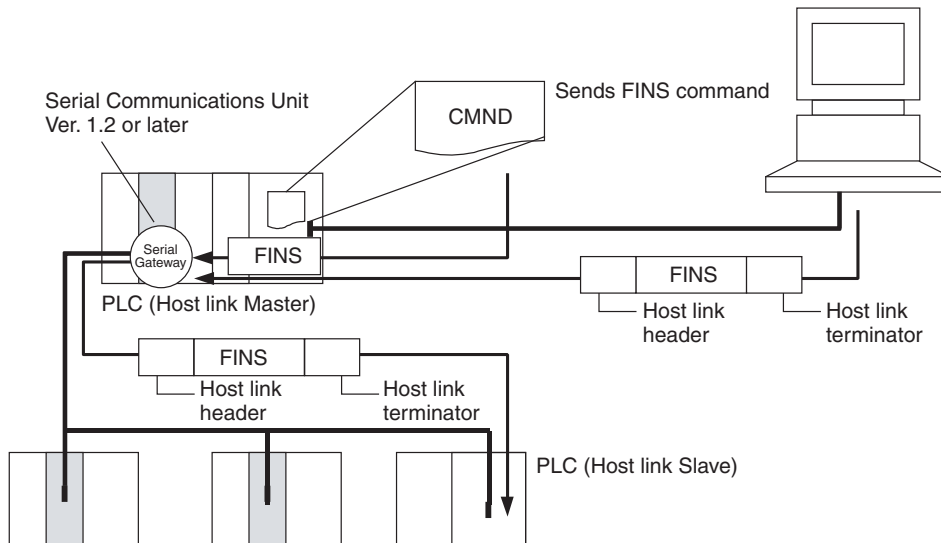 Sends FINS command
Serial Communications Unit
Ver. 1.2 or later
CMND
Serial
Gateway
FINS
FINS
PLC (Host link Master)
Host link
header
Host link
terminator
FINS
Host link
header
Host link
terminator
PLC (Host link Slave)